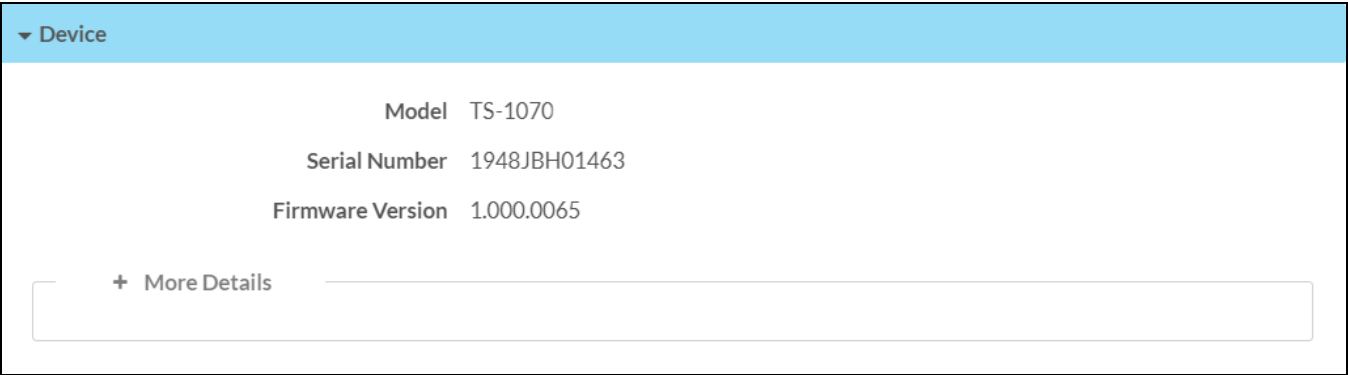 Device
Model TS-1070
Serial Number 1948JBH01463
Firmware Version 1.000.0065
+ More Details